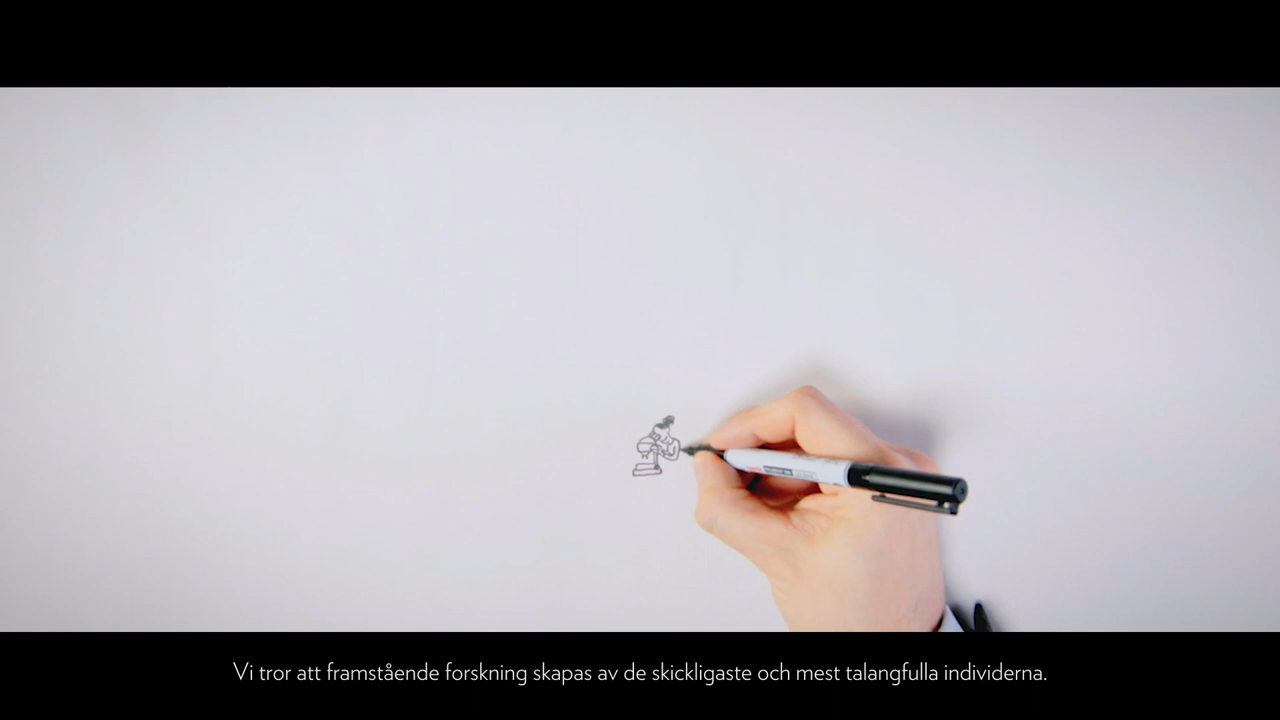 Vi tror att framstående forskning skapas av de skickligaste och mest talangfulla individerna.